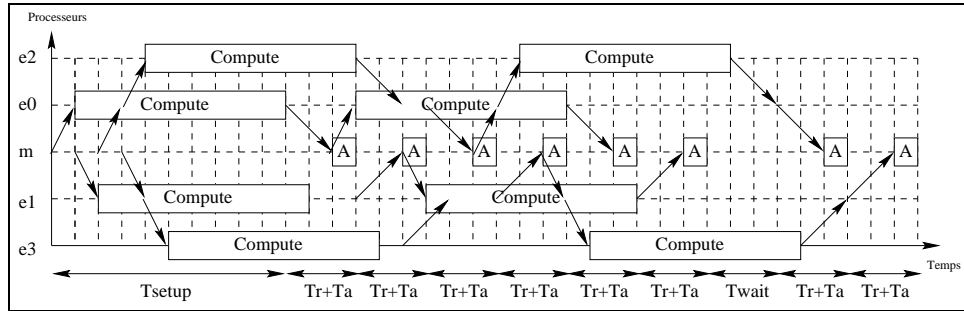 Processeurs
e2 Compute Compute
e0 Compute Compute
m A A A A A A A A
e1 Compute Compute
e3 Compute Compute
Temps
Tsetup Tr+Ta Tr+Ta Tr+Ta Tr+Ta Tr+Ta Tr+Ta Twait Tr+Ta Tr+Ta